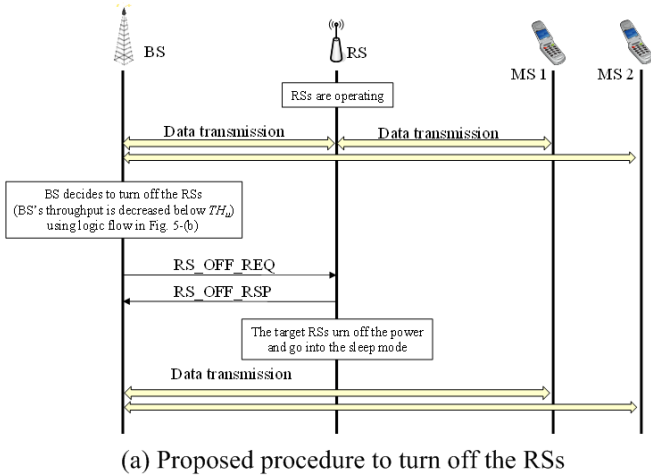 BS
RS
MS 1
MS 2
RSs are operating
Data transmission
Data transmission
BS decides to turn off the RSs
(BS's throughput is decreased below TH_u)
using logic flow in Fig. 5-(b)
RS_OFF_REQ
RS_OFF_RSP
The target RSs urn off the power
and go into the sleep mode
Data transmission
(a) Proposed procedure to turn off the RSs